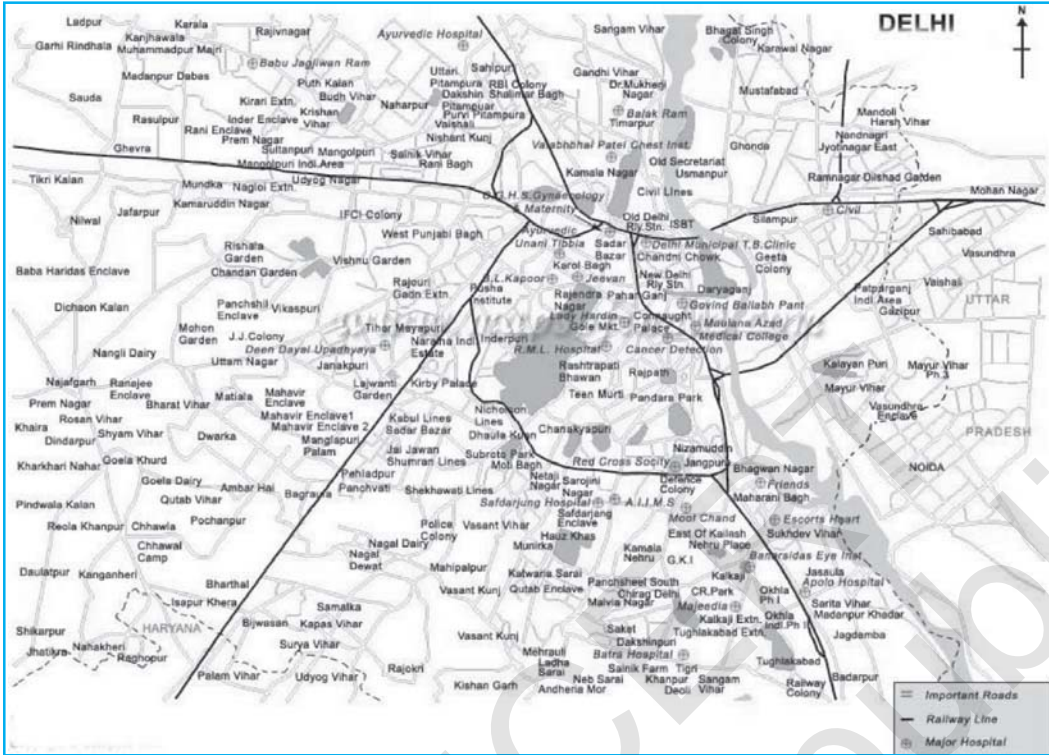 DELHI
N
Ladpur
Kerala
Kanjhawala
Rajivnagar
Ayurvedic Hospital
Sangam Vihar
Bhagat Singh
Colony
Karawal Nagar
Garhi Rindhala
Muhammadpur Majri
Babu Jagjiwan Ram
Madanpur Dabas
Puth Kalan
Budh Vihar
Uttari
Pitampura
Sahipur
RBI Colony
Dakshin
Shalimar Bagh
Pitampuar
Purvi Pitampura
Vaishali
Naharpur
Gandhi Vihar
Dr.Mukherji
Nagar
Balak Ram
Timarpur
Mustafabad
Mandoli
Harsh Vihar
Sauda
Kirari Extn.
Rasulpur
Inder Enclave
Krishan
Vihar
Rani Enclave
Prem Nagar
Nishant Kunj
Sultanpuri
Mangolpuri
Sainik Vihar
Rani Bagh
Ghevra
Mangolpuri Indl.Area
Valabhbhai Patel Chest Inst.
Kamala Nagar
Old Secretariat
Usmanpur
Ghonda
Nandnagri
Jyotinagar East
Ramnagar
Dilshad Garden
Mohan Nagar
Tikri Kalan
Mundka
Udyog Nagar
Nagloi Extn.
Civil Lines
C.G.H.S.Gynaecology
& Maternity
Jafarpur
Kamaruddin Nagar
IFCI-Colony
Nilwal
West Punjabi Bagh
Ayurvedic
Unani Tibbia
Old Delhi
Rly.Stn.
ISBT
Silampur
Civil
Sahibabad
Sadar
Bazar
Delhi Municipal T.B.Clinic
Chandni Chowk
Geeta
Colony
Vasundhra
Rishala
Garden
Vishnu Garden
Chandan Garden
Karol Bagh
B.L.Kapoor
Jeevan
New Delhi
Rly Stn
Daryaganj
Baba Haridas Enclave
Rajouri
Gadn Extn.
Pusha
Institute
Rajendra
Nagar
Pahar Ganj
Govind Ballabh Pant
Patparganj
Indl.Area
Gazipur
Vaishali
UTTAR
Dichaon Kalan
Panchshil
Enclave
Vikaspuri
Lady Hardin
Gole Mkt.
Connaught
Palace
Maulana Azad
Medical Collage
Mohon
Garden
J.J.Colony
Tihar
Mayapuri
Inderpuri
Naraina Indl
Estate
Nangli Dairy
Uttam Nagar
Deen Dayal Upadhyaya
Janakpuri
R.M.L. Hospital
Cancer Detection
Rashtrapati
Bhawan
Rajpath
Kalayan Puri
Mayur Vihar
Ph.3
Najafgarh
Ranajee
Enclave
Matiala
Mahavir
Enclave
Lajwanti
Garden
Kirby Palace
Teen Murti
Pandara Park
Mayur Vihar
Vasundhra
Enclave
Prem Nagar
Bharat Vihar
Rosan Vihar
Mahavir Enclave1
Mahavir Enclave 2
Kabul Lines
Sadar Bazar
Nicholson
Lines
Chanakyapuri
PRADESH
Khaira
Dindarpur
Shyam Vihar
Dwarka
Manglapuri
Palam
Jai Jawan
Shumran Lines
Dhaula Kuan
Subroto Park
Moti Bagh
Nizamuddin
Jangpura
Red Cross Socity
Kharkhari Nahar
Goela Khurd
Pehladpur
Panchvati
Goela Dairy
Ambar Hai
Bagraula
Shekhawati Lines
Netaji
Nagar
Sarojini
Nagar
Defence
Colony
Bhagwan Nagar
Friends
Maharani Bagh
NOIDA
Pindwala Kalan
Qutab Vihar
Safdarjung Hospital
A.I.I.M.S
Safdarjang
Enclave
Reola Khanpur
Chhawla
Pochanpur
Police
Colony
Vasant Vihar
Moot Chand
Escorts Heart
Sukhdev Vihar
Hauz Khas
East Of Kailash
Nehru Place
Chhawal
Camp
Nagal Dairy
Nagal
Dewat
Munirka
Kamala
Nehru
G.K.I
Banarsidas Eye Inst
Daulatpur
Kanganheri
Mahipalpur
Katwaria Sarai
Kalkaji
Jasaula
Apolo Hospital
Bharthal
Vasant Kunj
Qutab Enclave
Panchsheel South
Chirag Delhi
CR.Park
Okhla
Ph I
Sarita Vihar
Isapur Khera
Samalka
Malvia Nagar
Majeedia
Kalkaji Extn.
Okhla
Indl.Ph II
Madanpur Khadar
Shikarpur
HARYANA
Bijwasan
Kapas Vihar
Vasant Kunj
Saket
Dakshinpuri
Tughlakabad Extn.
Jagdamba
Jhatikra
Nahakheri
Raghopur
Surya Vihar
Mehrauli
Ladha
Sarai
Batra Hospital
Tughlakabad
Palam Vihar
Udyog Vihar
Rajokri
Kishan Garh
Neb Sarai
Andheria Mor
Sainik Farm
Tigri
Khanpur
Deoli
Sangam
Vihar
Railway
Colony
Badarpur
Important Roads
Railway Line
Major Hospital